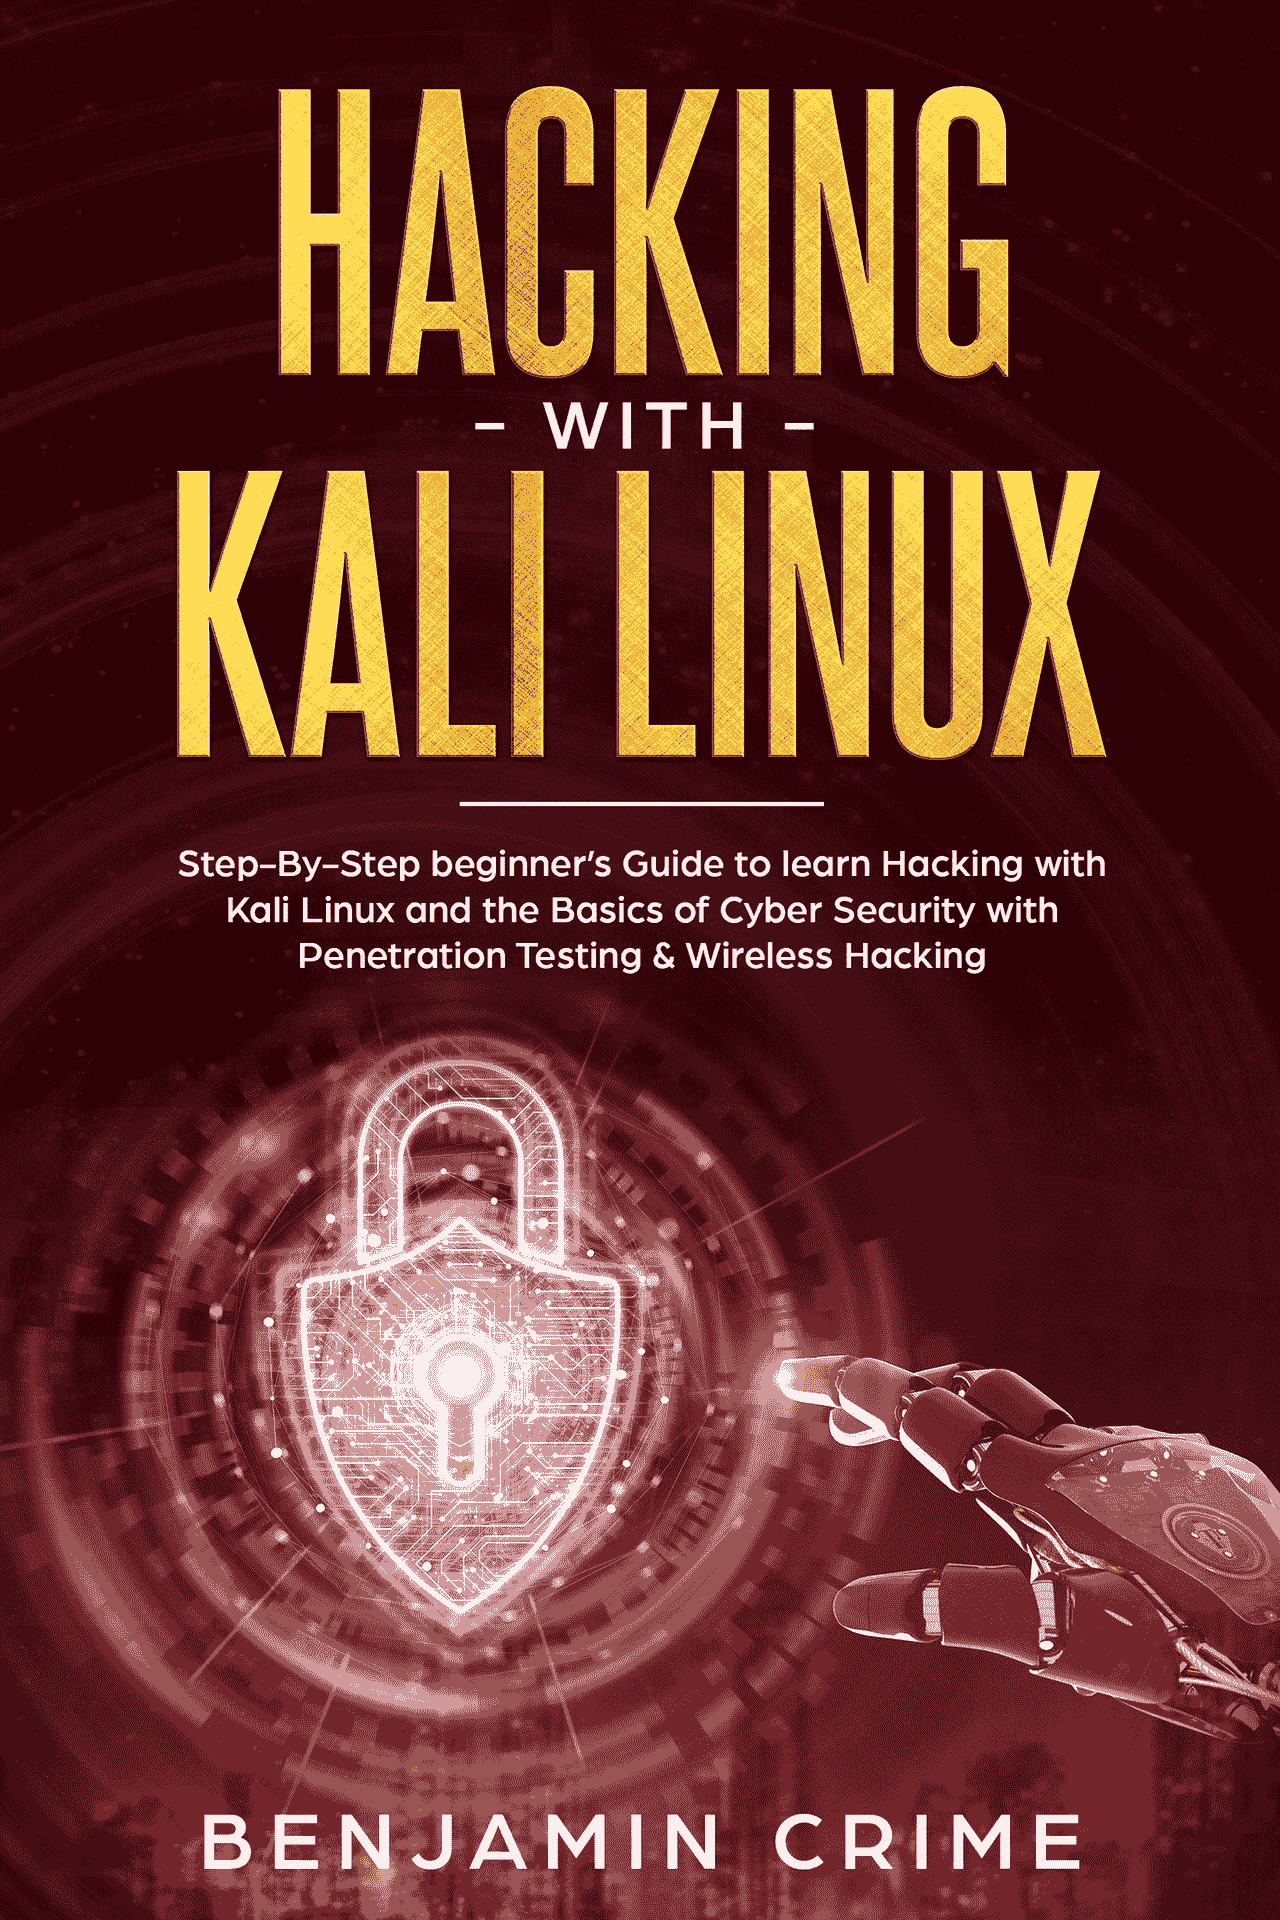 HACKING
- WITH -
KALI LINUX
Step-By-Step beginner's Guide to learn Hacking with
Kali Linux and the Basics of Cyber Security with
Penetration Testing & Wireless Hacking
BENJAMIN CRIME